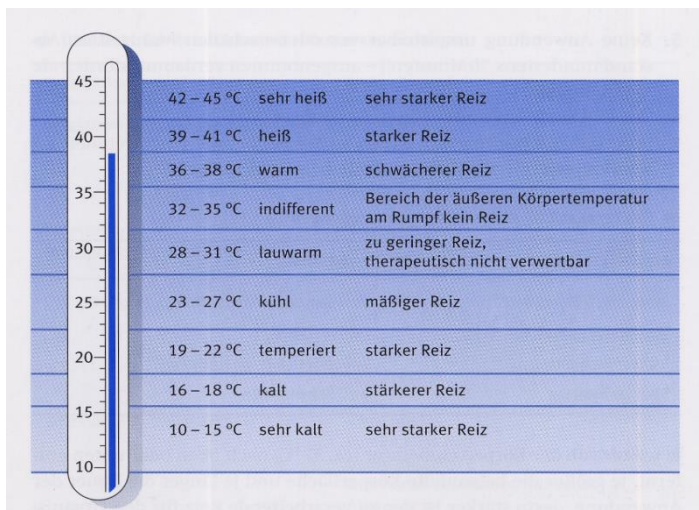 45
42 – 45 °C sehr heiß sehr starker Reiz
40
39 – 41 °C heiß starker Reiz
36 – 38 °C warm schwächerer Reiz
35
32 – 35 °C indifferent Bereich der äußeren Körpertemperatur
am Rumpf kein Reiz
30
28 – 31 °C lauwarm zu geringer Reiz,
therapeutisch nicht verwertbar
25
23 – 27 °C kühl mäßiger Reiz
20
19 – 22 °C temperiert starker Reiz
16 – 18 °C kalt stärkerer Reiz
15
10 – 15 °C sehr kalt sehr starker Reiz
10